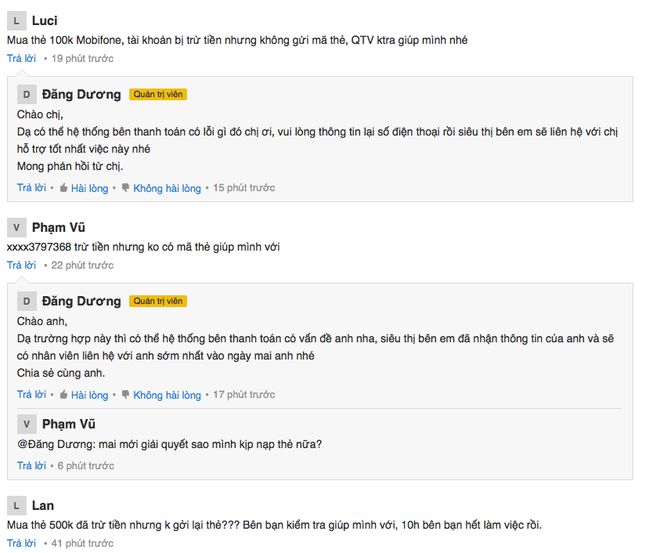 L Luci
Mua thẻ 100k Mobifone, tài khoản bị trừ tiền nhưng không gửi mã thẻ, QTV ktra giúp mình nhé
Trả lời • 19 phút trước
D Đăng Dương Quản trị viên
Chào chị,
Dạ có thể hệ thống bên thanh toán có lỗi gì đó chị ơi, vui lòng thông tin lại số điện thoại rồi siêu thị bên em sẽ liên hệ với chị
hỗ trợ tốt nhất việc này nhé
Mong phản hồi từ chị.
Trả lời • Hài lòng • Không hài lòng • 15 phút trước
V Phạm Vũ
xxxx3797368 trừ tiền nhưng ko có mã thẻ giúp mình với
Trả lời • 22 phút trước
D Đăng Dương Quản trị viên
Chào anh,
Dạ trường hợp này thì có thể hệ thống bên thanh toán có vấn đề anh nha, siêu thị bên em đã nhận thông tin của anh và sẽ
có nhân viên liên hệ với anh sớm nhất vào ngày mai anh nhé
Chia sẻ cùng anh.
Trả lời • Hài lòng • Không hài lòng • 17 phút trước
V Phạm Vũ
@Đăng Dương: mai mới giải quyết sao mình kịp nạp thẻ nữa?
Trả lời • 6 phút trước
L Lan
Mua thẻ 500k đã trừ tiền nhưng k gởi lại thẻ??? Bên bạn kiểm tra giúp mình với, 10h bên bạn hết làm việc rồi.
Trả lời • 41 phút trước